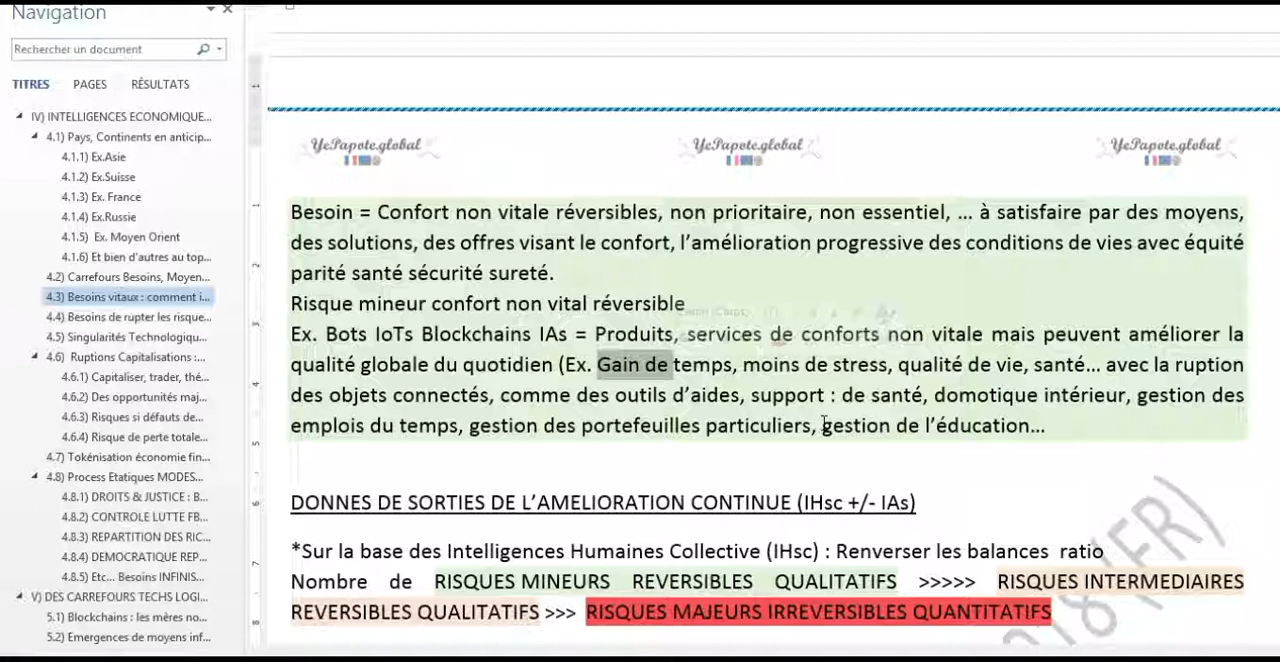 Navigation
Rechercher un document
TITRES PAGES RÉSULTATS
IV) INTELLIGENCES ECONOMIQUE...
4.1) Pays, Continents en anticip...
4.1.1) Ex.Asie
4.1.2) Ex.Suisse
4.1.3) Ex. France
4.1.4) Ex.Russie
4.1.5) Ex. Moyen Orient
4.1.6) Et bien d'autres au top...
4.2) Carrefours Besoins, Moyen...
4.3) Besoins vitaux : comment i...
4.4) Besoins de rupter les risque...
4.5) Singularités Technologiqu...
4.6) Ruptions Capitalisations :...
4.6.1) Capitaliser, trader, thé...
4.6.2) Des opportunités maj...
4.6.3) Risques si défauts de...
4.6.4) Risque de perte totale...
4.7) Tokénisation économie fin...
4.8) Process Etatiques MODES...
4.8.1) DROITS & JUSTICE : B...
4.8.2) CONTROLE LUTTE FB...
4.8.3) REPARTITION DES RIC...
4.8.4) DEMOCRATIQUE REP...
4.8.5) Etc... Besoins INFINIS...
V) DES CARREFOURS TECHS LOGI...
5.1) Blockchains : les mères no...
5.2) Emergences de moyens inf...
YePapote.global YePapote.global YePapote.global
Besoin = Confort non vitale réversibles, non prioritaire, non essentiel, ... à satisfaire par des moyens,
des solutions, des offres visant le confort, l'amélioration progressive des conditions de vies avec équité
parité santé sécurité sureté.
Risque mineur confort non vital réversible
Ex. Bots IoTs Blockchains IAs = Produits, services de conforts non vitale mais peuvent améliorer la
qualité globale du quotidien (Ex. Gain de temps, moins de stress, qualité de vie, santé... avec la ruption
des objets connectés, comme des outils d'aides, support : de santé, domotique intérieur, gestion des
emplois du temps, gestion des portefeuilles particuliers, gestion de l'éducation...
DONNES DE SORTIES DE L'AMELIORATION CONTINUE (IHsc +/- IAs)
*Sur la base des Intelligences Humaines Collective (IHsc) : Renverser les balances ratio
Nombre de RISQUES MINEURS REVERSIBLES QUALITATIFS >>>>> RISQUES INTERMEDIAIRES
REVERSIBLES QUALITATIFS >>> RISQUES MAJEURS IRREVERSIBLES QUANTITATIFS